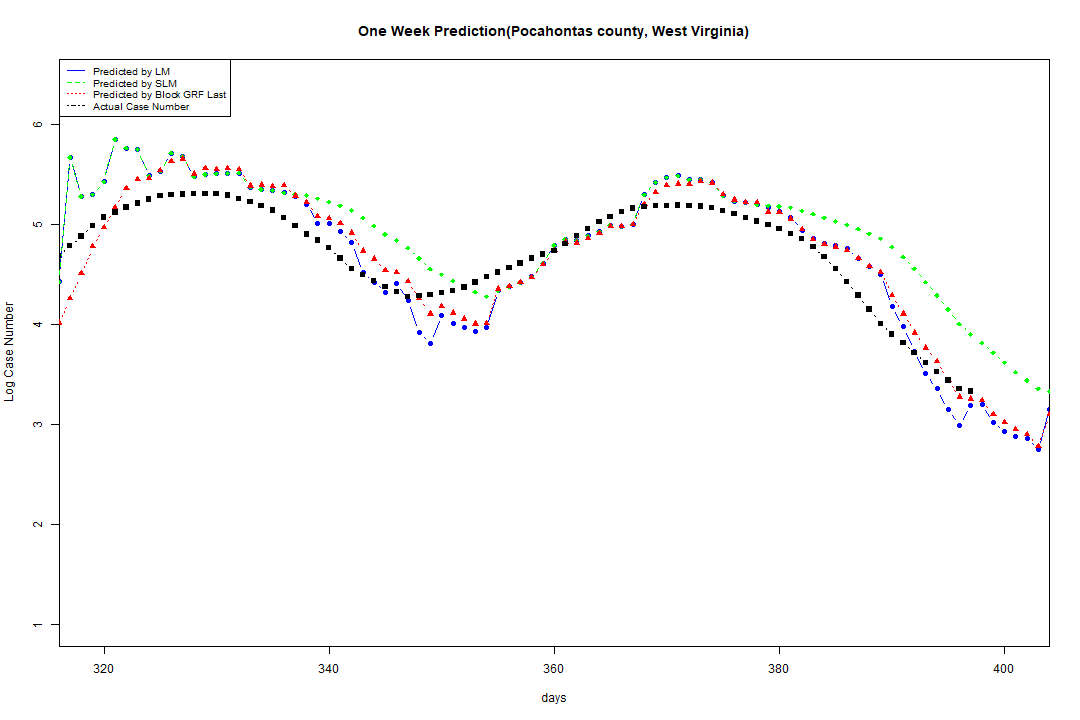 One Week Prediction(Pocahontas county, West Virginia)
Predicted by LM
Predicted by SLM
Predicted by Block GRF Last
Actual Case Number
Log Case Number
6
5
4
3
2
1
320 340 360 380 400
days